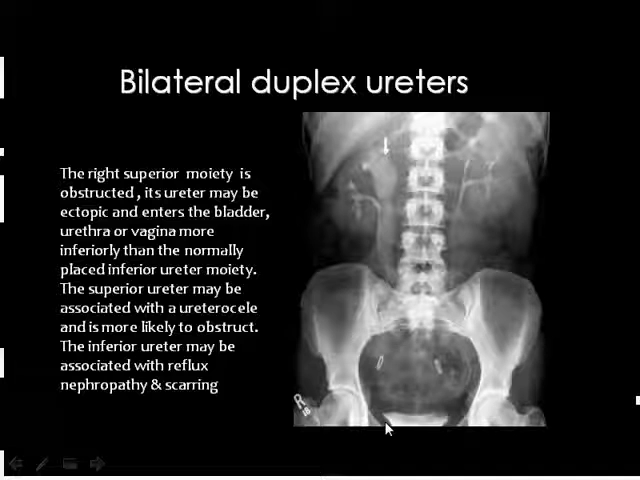 Bilateral duplex ureters
The right superior moiety is
obstructed , its ureter may be
ectopic and enters the bladder,
urethra or vagina more
inferiorly than the normally
placed inferior ureter moiety.
The superior ureter may be
associated with a ureterocele
and is more likely to obstruct.
The inferior ureter may be
associated with reflux
nephropathy & scarring
R